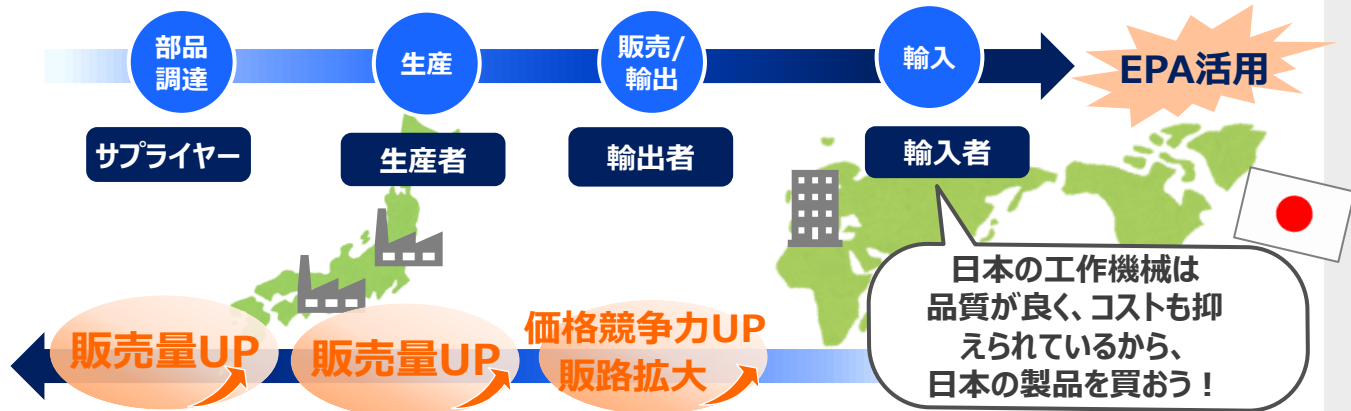 部品
調達
生産
販売/
輸出
輸入
EPA活用
サプライヤー
生産者
輸出者
輸入者
日本の工作機械は
品質が良く、コストも抑
えられているから、
日本の製品を買おう！
販売量UP
販売量UP
価格競争力UP
販路拡大